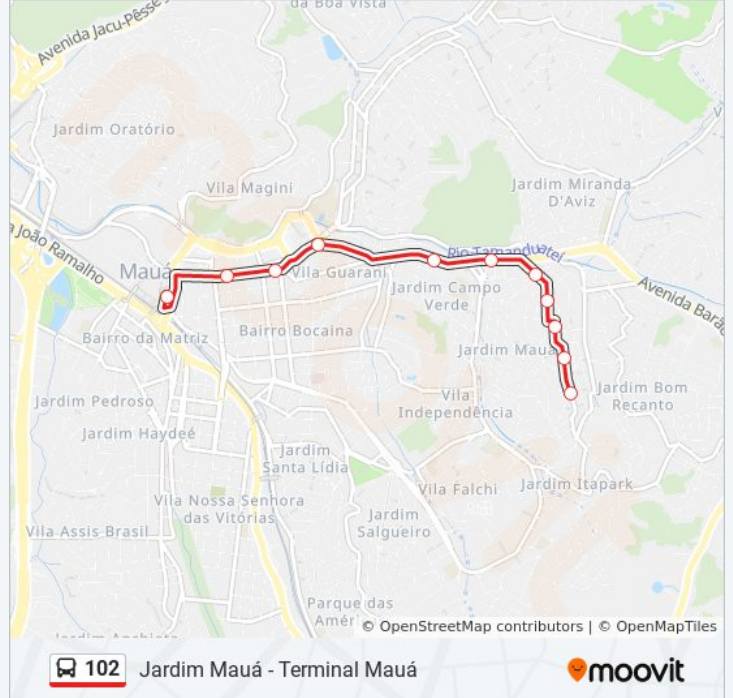 da Boa Vista
Avenida Jacu-Pêsse
Jardim Oratório
Vila Magini
Jardim Miranda
D'Aviz
Rio Tamanduateí
a João Ramalho
Mauá
Vila Guarani
Jardim Campo
Verde
Avenida Barã
Bairro da Matriz
Bairro Bocaina
Jardim Mauá
Jardim Pedroso
Vila
Independência
Jardim Bom
Recanto
Jardim Haydeé
Jardim
Santa Lídia
Vila Falchi
Jardim Itapark
Vila Nossa Senhora
das Vitórias
Vila Assis Brasil
Jardim
Salgueiro
Parque das
Amér
© OpenStreetMap contributors | © OpenMapTiles
102 Jardim Mauá - Terminal Mauá
moovit